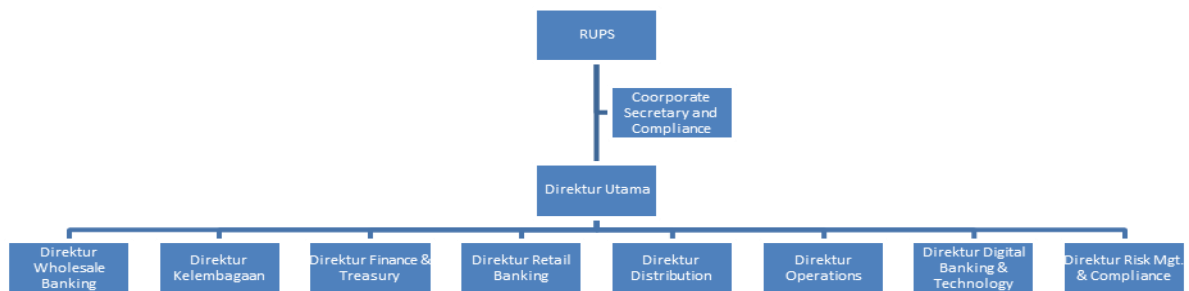 RUPS
Coorporate
Secretary and
Compliance
Direktur Utama
Direktur
Wholesale
Banking
Direktur
Kelembagaan
Direktur Finance &
Treasury
Direktur Retail
Banking
Direktur
Distribution
Direktur
Operations
Direktur Digital
Banking &
Technology
Direktur Risk Mgt.
& Compliance